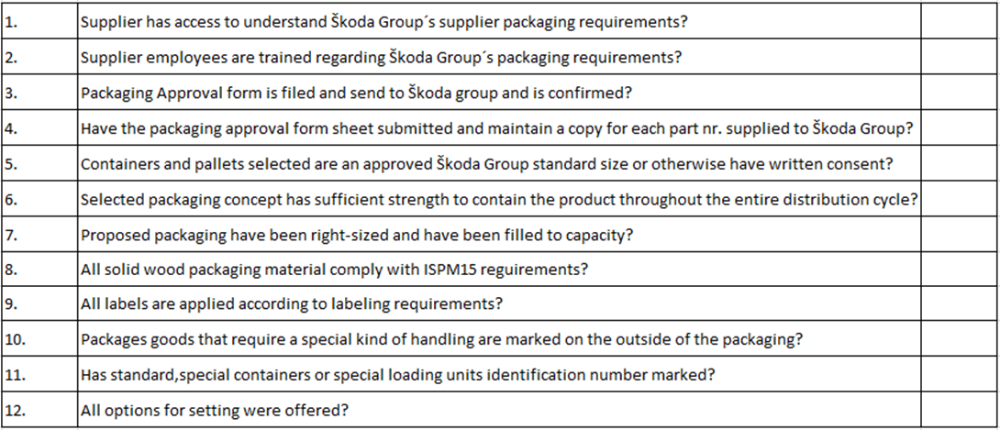 1. Supplier has access to understand Škoda Group´s supplier packaging requirements?
2. Supplier employees are trained regarding Škoda Group´s packaging requirements?
3. Packaging Approval form is filed and send to Škoda group and is confirmed?
4. Have the packaging approval form sheet submitted and maintain a copy for each part nr. supplied to Škoda Group?
5. Containers and pallets selected are an approved Škoda Group standard size or otherwise have written consent?
6. Selected packaging concept has sufficient strength to contain the product throughout the entire distribution cycle?
7. Proposed packaging have been right-sized and have been filled to capacity?
8. All solid wood packaging material comply with ISPM15 reguirements?
9. All labels are applied according to labeling requirements?
10. Packages goods that require a special kind of handling are marked on the outside of the packaging?
11. Has standard,special containers or special loading units identification number marked?
12. All options for setting were offered?